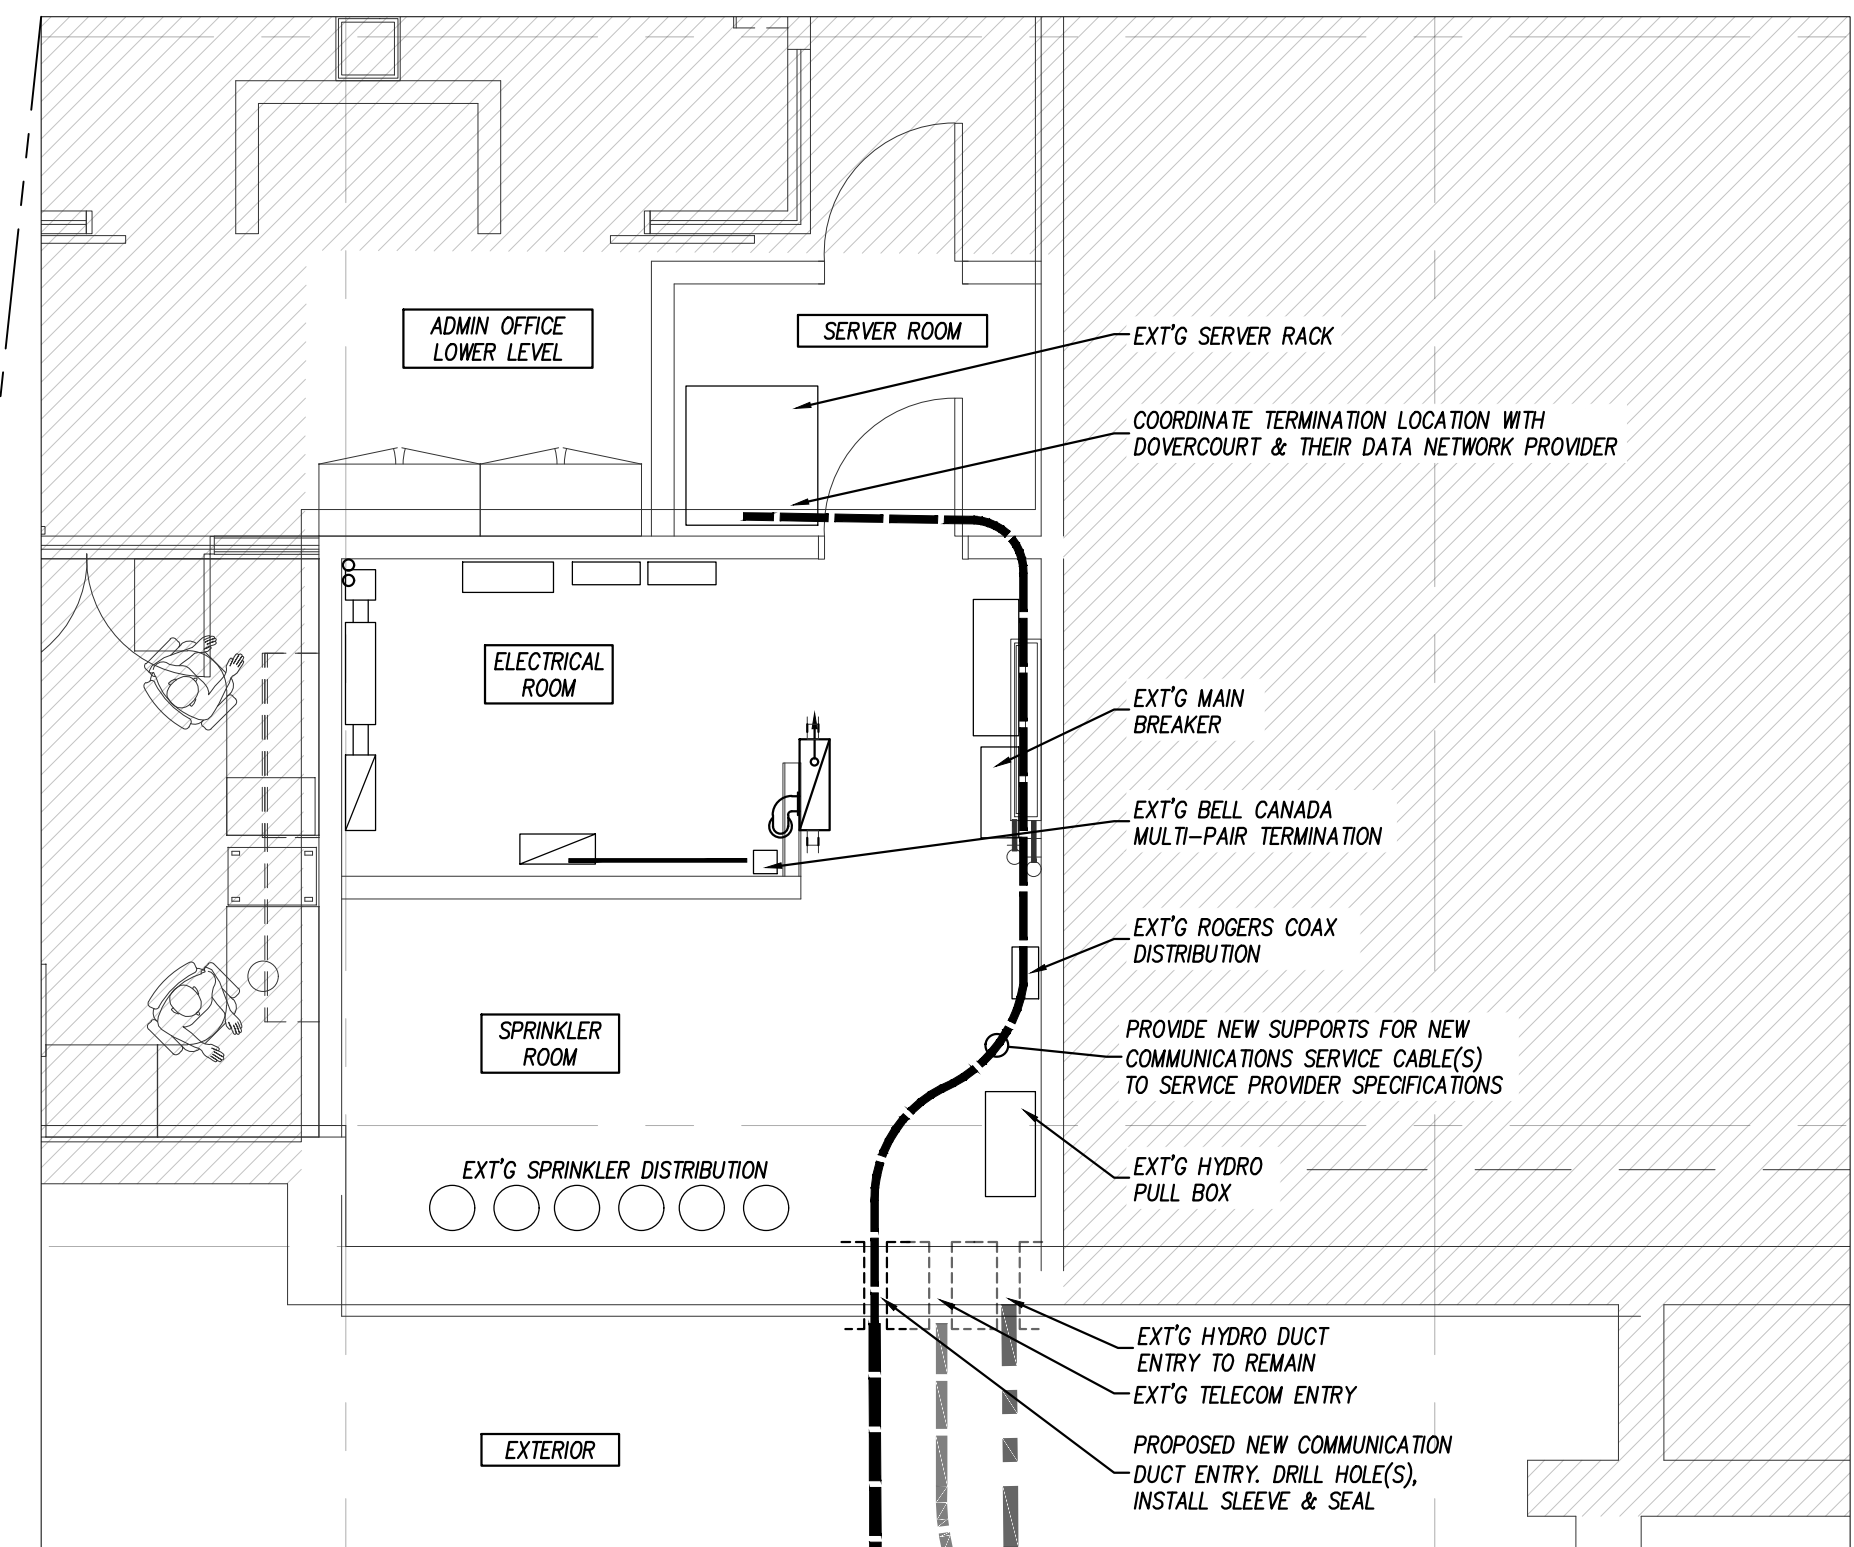 ADMIN OFFICE
LOWER LEVEL
SERVER ROOM
EXT'G SERVER RACK
COORDINATE TERMINATION LOCATION WITH
DOVERCOURT & THEIR DATA NETWORK PROVIDER
ELECTRICAL
ROOM
EXT'G MAIN
BREAKER
EXT'G BELL CANADA
MULTI-PAIR TERMINATION
EXT'G ROGERS COAX
DISTRIBUTION
SPRINKLER
ROOM
PROVIDE NEW SUPPORTS FOR NEW
COMMUNICATIONS SERVICE CABLE(S)
TO SERVICE PROVIDER SPECIFICATIONS
EXT'G SPRINKLER DISTRIBUTION
EXT'G HYDRO
PULL BOX
EXT'G HYDRO DUCT
ENTRY TO REMAIN
EXT'G TELECOM ENTRY
EXTERIOR
PROPOSED NEW COMMUNICATION
DUCT ENTRY. DRILL HOLE(S),
INSTALL SLEEVE & SEAL